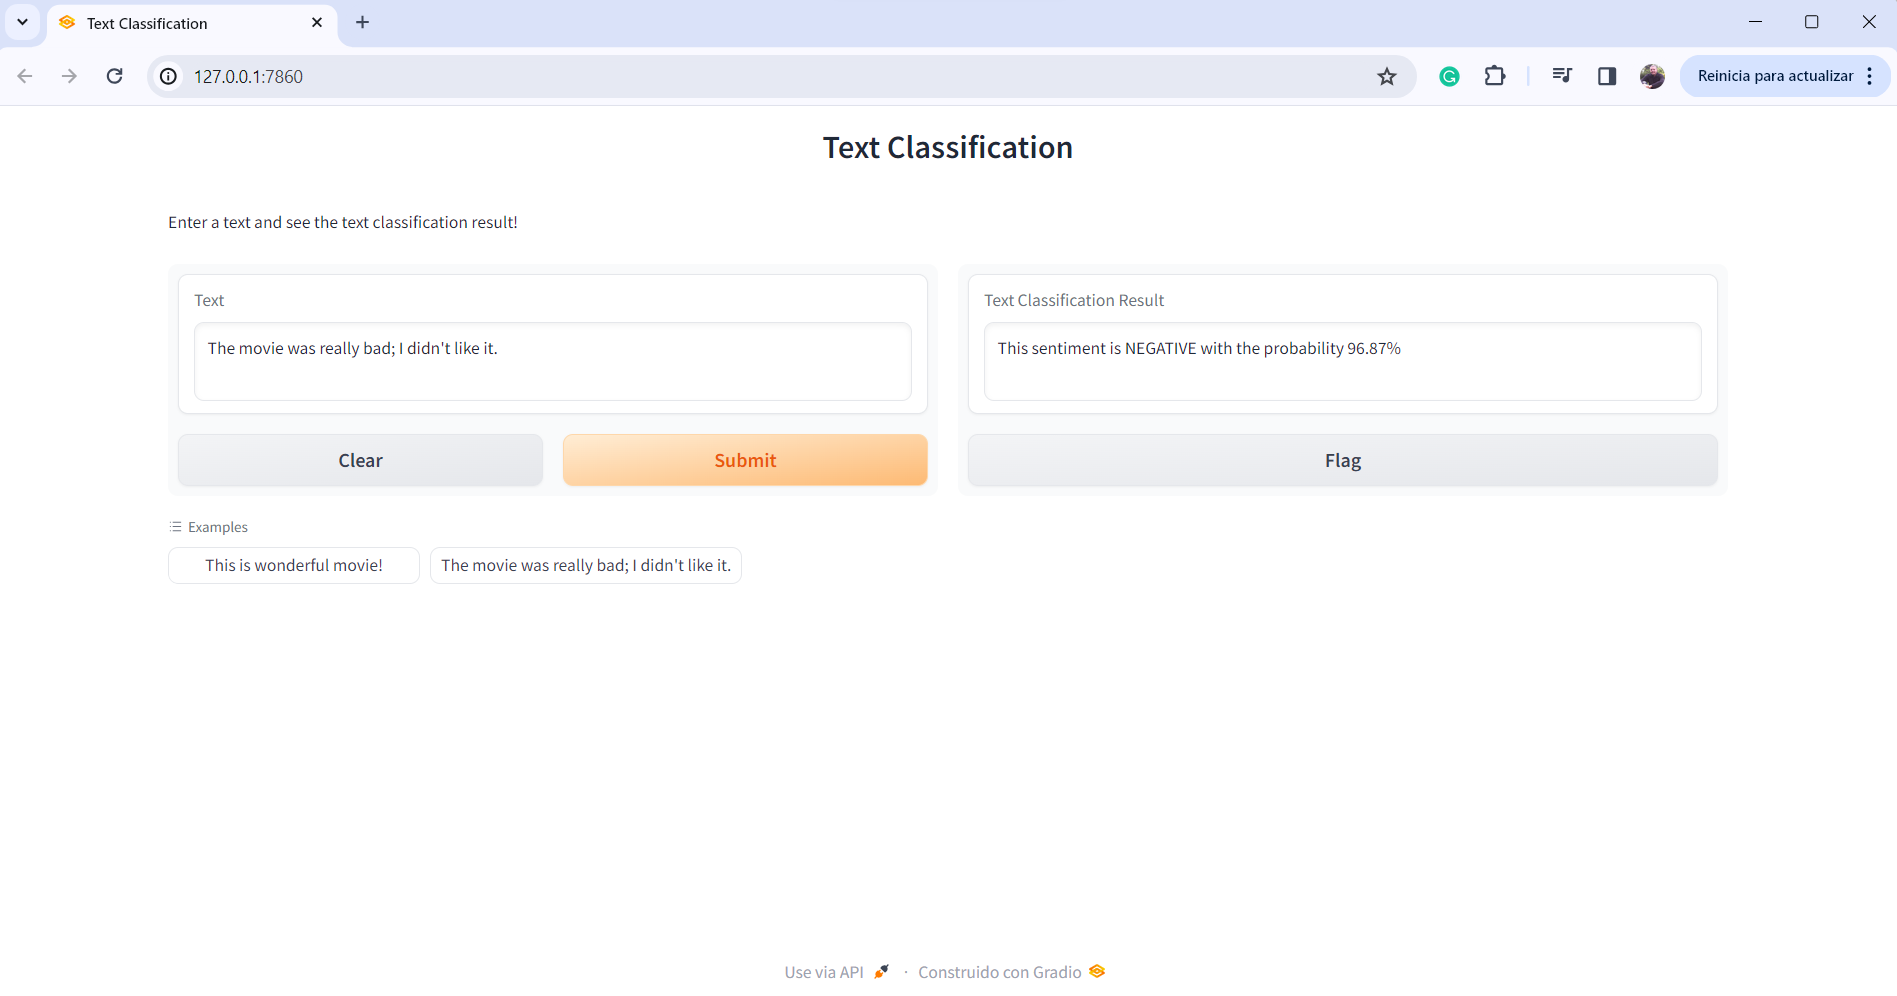 Text Classification
127.0.0.1:7860
Reinicia para actualizar
Text Classification
Enter a text and see the text classification result!
Text
The movie was really bad; I didn't like it.
Text Classification Result
This sentiment is NEGATIVE with the probability 96.87%
Clear
Submit
Flag
Examples
This is wonderful movie!
The movie was really bad; I didn't like it.
Use via API · Construido con Gradio